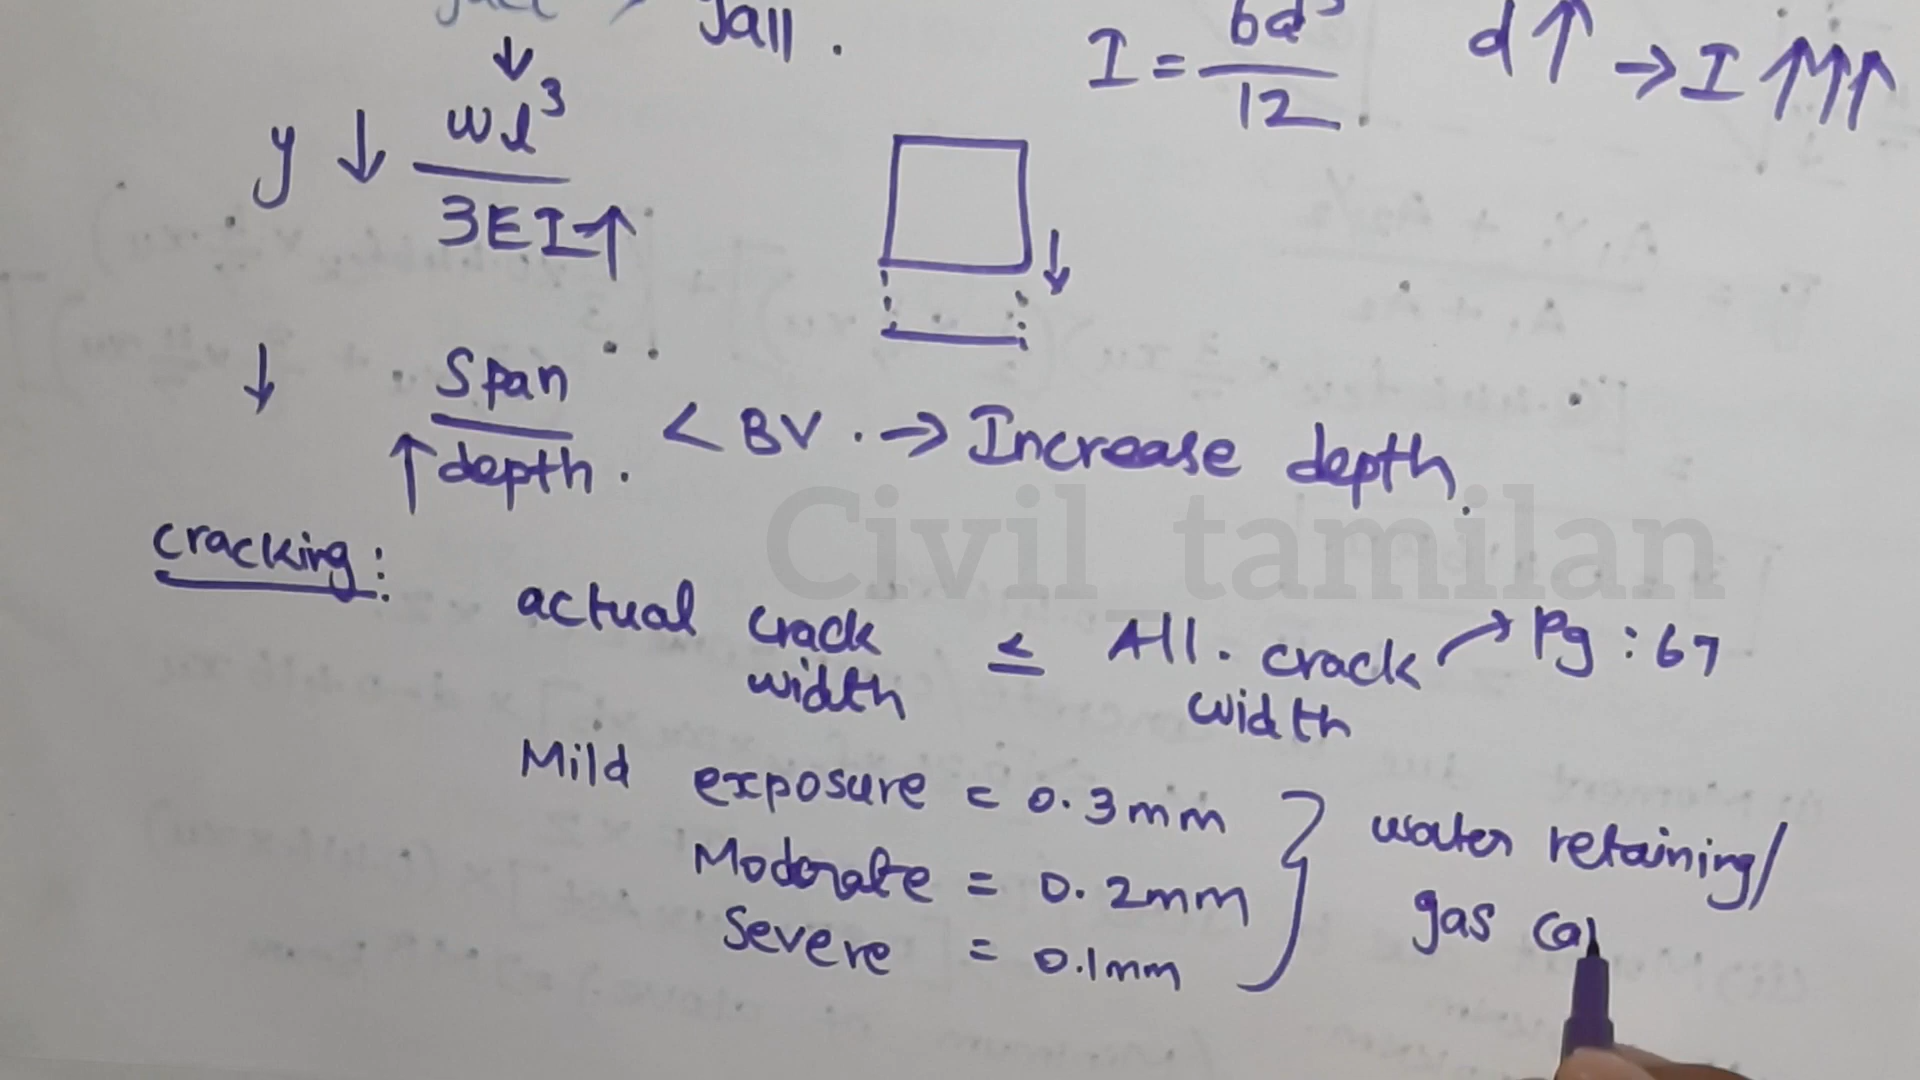 Jall .
I = bd³/12
d↑ → I ↑↑↑
y ↓ wl³/3EI↑
↓ Span/↑depth . < BV . → Increase depth.
Civil_tamilan
cracking :
actual crack width ≤ All. crack width → Pg : 67
Mild exposure = 0.3mm
Moderate = 0.2mm
Severe = 0.1mm
water retaining/
gas